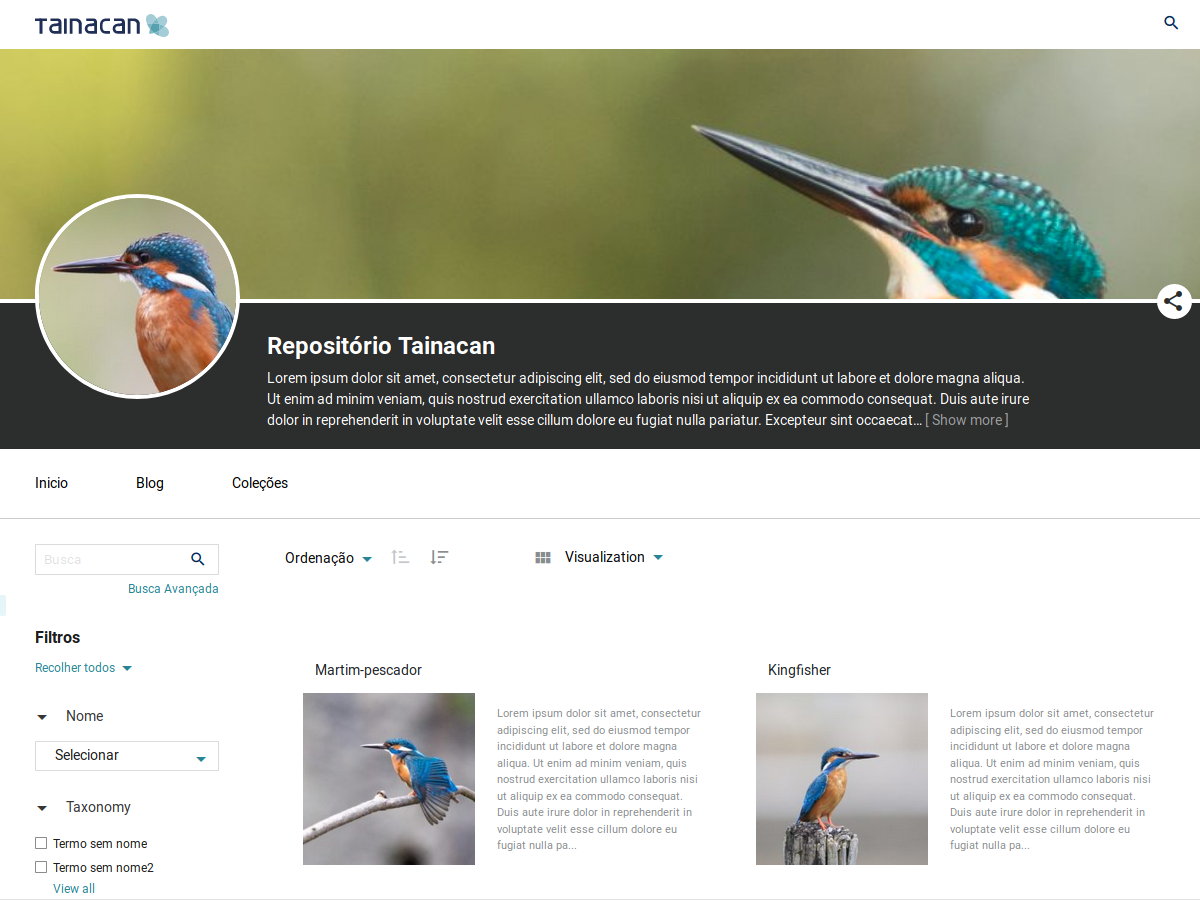 Tainacan
Repositório Tainacan
Lorem ipsum dolor sit amet, consectetur adipiscing elit, sed do eiusmod tempor incididunt ut labore et dolore magna aliqua.
Ut enim ad minim veniam, quis nostrud exercitation ullamco laboris nisi ut aliquip ex ea commodo consequat. Duis aute irure
dolor in reprehenderit in voluptate velit esse cillum dolore eu fugiat nulla pariatur. Excepteur sint occaecat... [ Show more ]
Inicio Blog Coleções
Busca
Busca Avançada
Filtros
Recolher todos
Nome
Selecionar
Taxonomy
Termo sem nome
Termo sem nome2
View all
Ordenação Visualization
Martim-pescador
Lorem ipsum dolor sit amet, consectetur
adipiscing elit, sed do eiusmod tempor
incididunt ut labore et dolore magna
aliqua. Ut enim ad minim veniam, quis
nostrud exercitation ullamco laboris nisi
ut aliquip ex ea commodo consequat.
Duis aute irure dolor in reprehenderit in
voluptate velit esse cillum dolore eu
fugiat nulla pa...
Kingfisher
Lorem ipsum dolor sit amet, consectetur
adipiscing elit, sed do eiusmod tempor
incididunt ut labore et dolore magna
aliqua. Ut enim ad minim veniam, quis
nostrud exercitation ullamco laboris nisi
ut aliquip ex ea commodo consequat.
Duis aute irure dolor in reprehenderit in
voluptate velit esse cillum dolore eu
fugiat nulla pa...